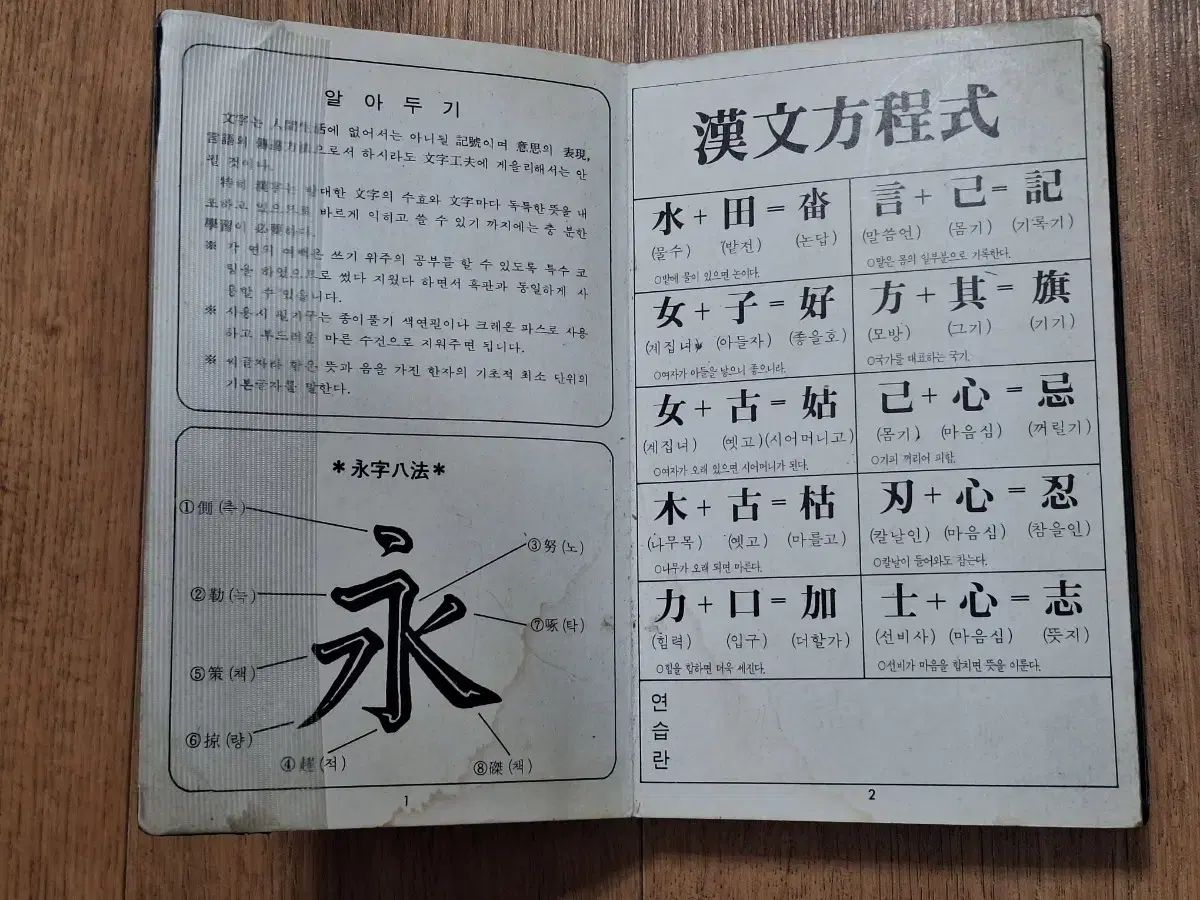 알 아 두 기
文字는 人間生活에 없어서는 아니될 記號이며 意思의 表現,
言語의 傳達方法으로서 하시라도 文字工夫에 게을리해서는 안
될 것이다.
特히 漢字는 방대한 文字의 수효와 文字마다 독특한 뜻을 내
포하고 있으므로 바르게 익히고 쓸 수 있기 까지에는 충 분한
學習이 必要하다.
※ 가 면의 여백은 쓰기 위주의 공부를 할 수 있도록 특수 코
팅을 하였으므로 썼다 지웠다 하면서 흑판과 동일하게 사
용할 수 있읍니다.
※ 사용시 필기구는 종이풀기 색연필이나 크레온 파스로 사용
하고 부드러운 마른 수건으로 지워주면 됩니다.
※ 씨글자라 함은 뜻과 음을 가진 한자의 기초적 최소 단위의
기본글자를 말한다.
*永字八法*
①側 (측)
③努 (노)
②勒 (늑)
⑦啄 (탁)
⑤策 (책)
⑥掠 (량)
④趯 (적)
⑧磔 (책)
永
1
漢文方程式
水 + 田 = 畓
(물수) (밭전) (논답)
○밭에 물이 있으면 논이다.
言 + 己 = 記
(말씀언) (몸기) (기록기)
○말은 몸의 일부분으로 기록한다.
女 + 子 = 好
(계집녀) (아들자) (좋을호)
○여자가 아들을 낳으니 좋으니라.
方 + 其 = 旗
(모방) (그기) (기기)
○국가를 대표하는 국기.
女 + 古 = 姑
(계집녀) (옛고) (시어머니고)
○여자가 오래 있으면 시어머니가 된다.
己 + 心 = 忌
(몸기) (마음심) (꺼릴기)
○기피 꺼리어 피함.
木 + 古 = 枯
(나무목) (옛고) (마를고)
○나무가 오래 되면 마른다.
刃 + 心 = 忍
(칼날인) (마음심) (참을인)
○칼날이 들어와도 참는다.
力 + 口 = 加
(힘력) (입구) (더할가)
○힘을 합하면 더욱 세진다.
士 + 心 = 志
(선비사) (마음심) (뜻지)
○선비가 마음을 합치면 뜻을 이룬다.
연
습
란
2